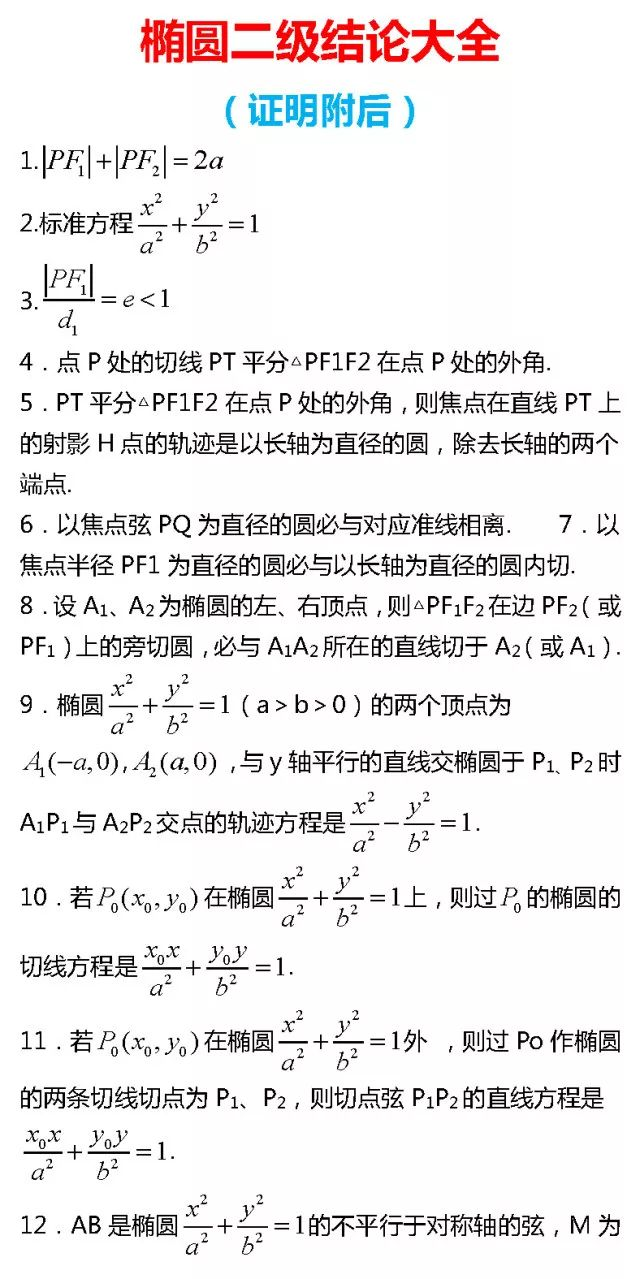 椭圆二级结论大全
（证明附后）
1.|PF₁|+|PF₂|=2a
2.标准方程 x²/a² + y²/b² =1
3. |PF₁|/d₁ = e<1
4．点 P 处的切线 PT 平分△PF1F2 在点 P 处的外角.
5．PT 平分△PF1F2 在点 P 处的外角，则焦点在直线 PT 上
的射影 H 点的轨迹是以长轴为直径的圆，除去长轴的两个
端点.
6．以焦点弦 PQ 为直径的圆必与对应准线相离. 7．以
焦点半径 PF1 为直径的圆必与以长轴为直径的圆内切.
8．设 A₁、A₂为椭圆的左、右顶点，则△PF₁F₂在边 PF₂（或
PF₁）上的旁切圆，必与 A₁A₂所在的直线切于 A₂（或 A₁）.
9．椭圆 x²/a² + y²/b² =1（a>b>0）的两个顶点为
A₁(−a,0),A₂(a,0)，与 y 轴平行的直线交椭圆于 P₁、P₂时
A₁P₁与 A₂P₂交点的轨迹方程是 x²/a² − y²/b² =1.
10．若 P₀(x₀,y₀)在椭圆 x²/a² + y²/b² =1上，则过P₀的椭圆的
切线方程是 x₀x/a² + y₀y/b² =1.
11．若 P₀(x₀,y₀)在椭圆 x²/a² + y²/b² =1外 ，则过 Po 作椭圆
的两条切线切点为 P₁、P₂，则切点弦 P₁P₂的直线方程是
x₀x/a² + y₀y/b² =1.
12．AB 是椭圆 x²/a² + y²/b² =1的不平行于对称轴的弦，M 为